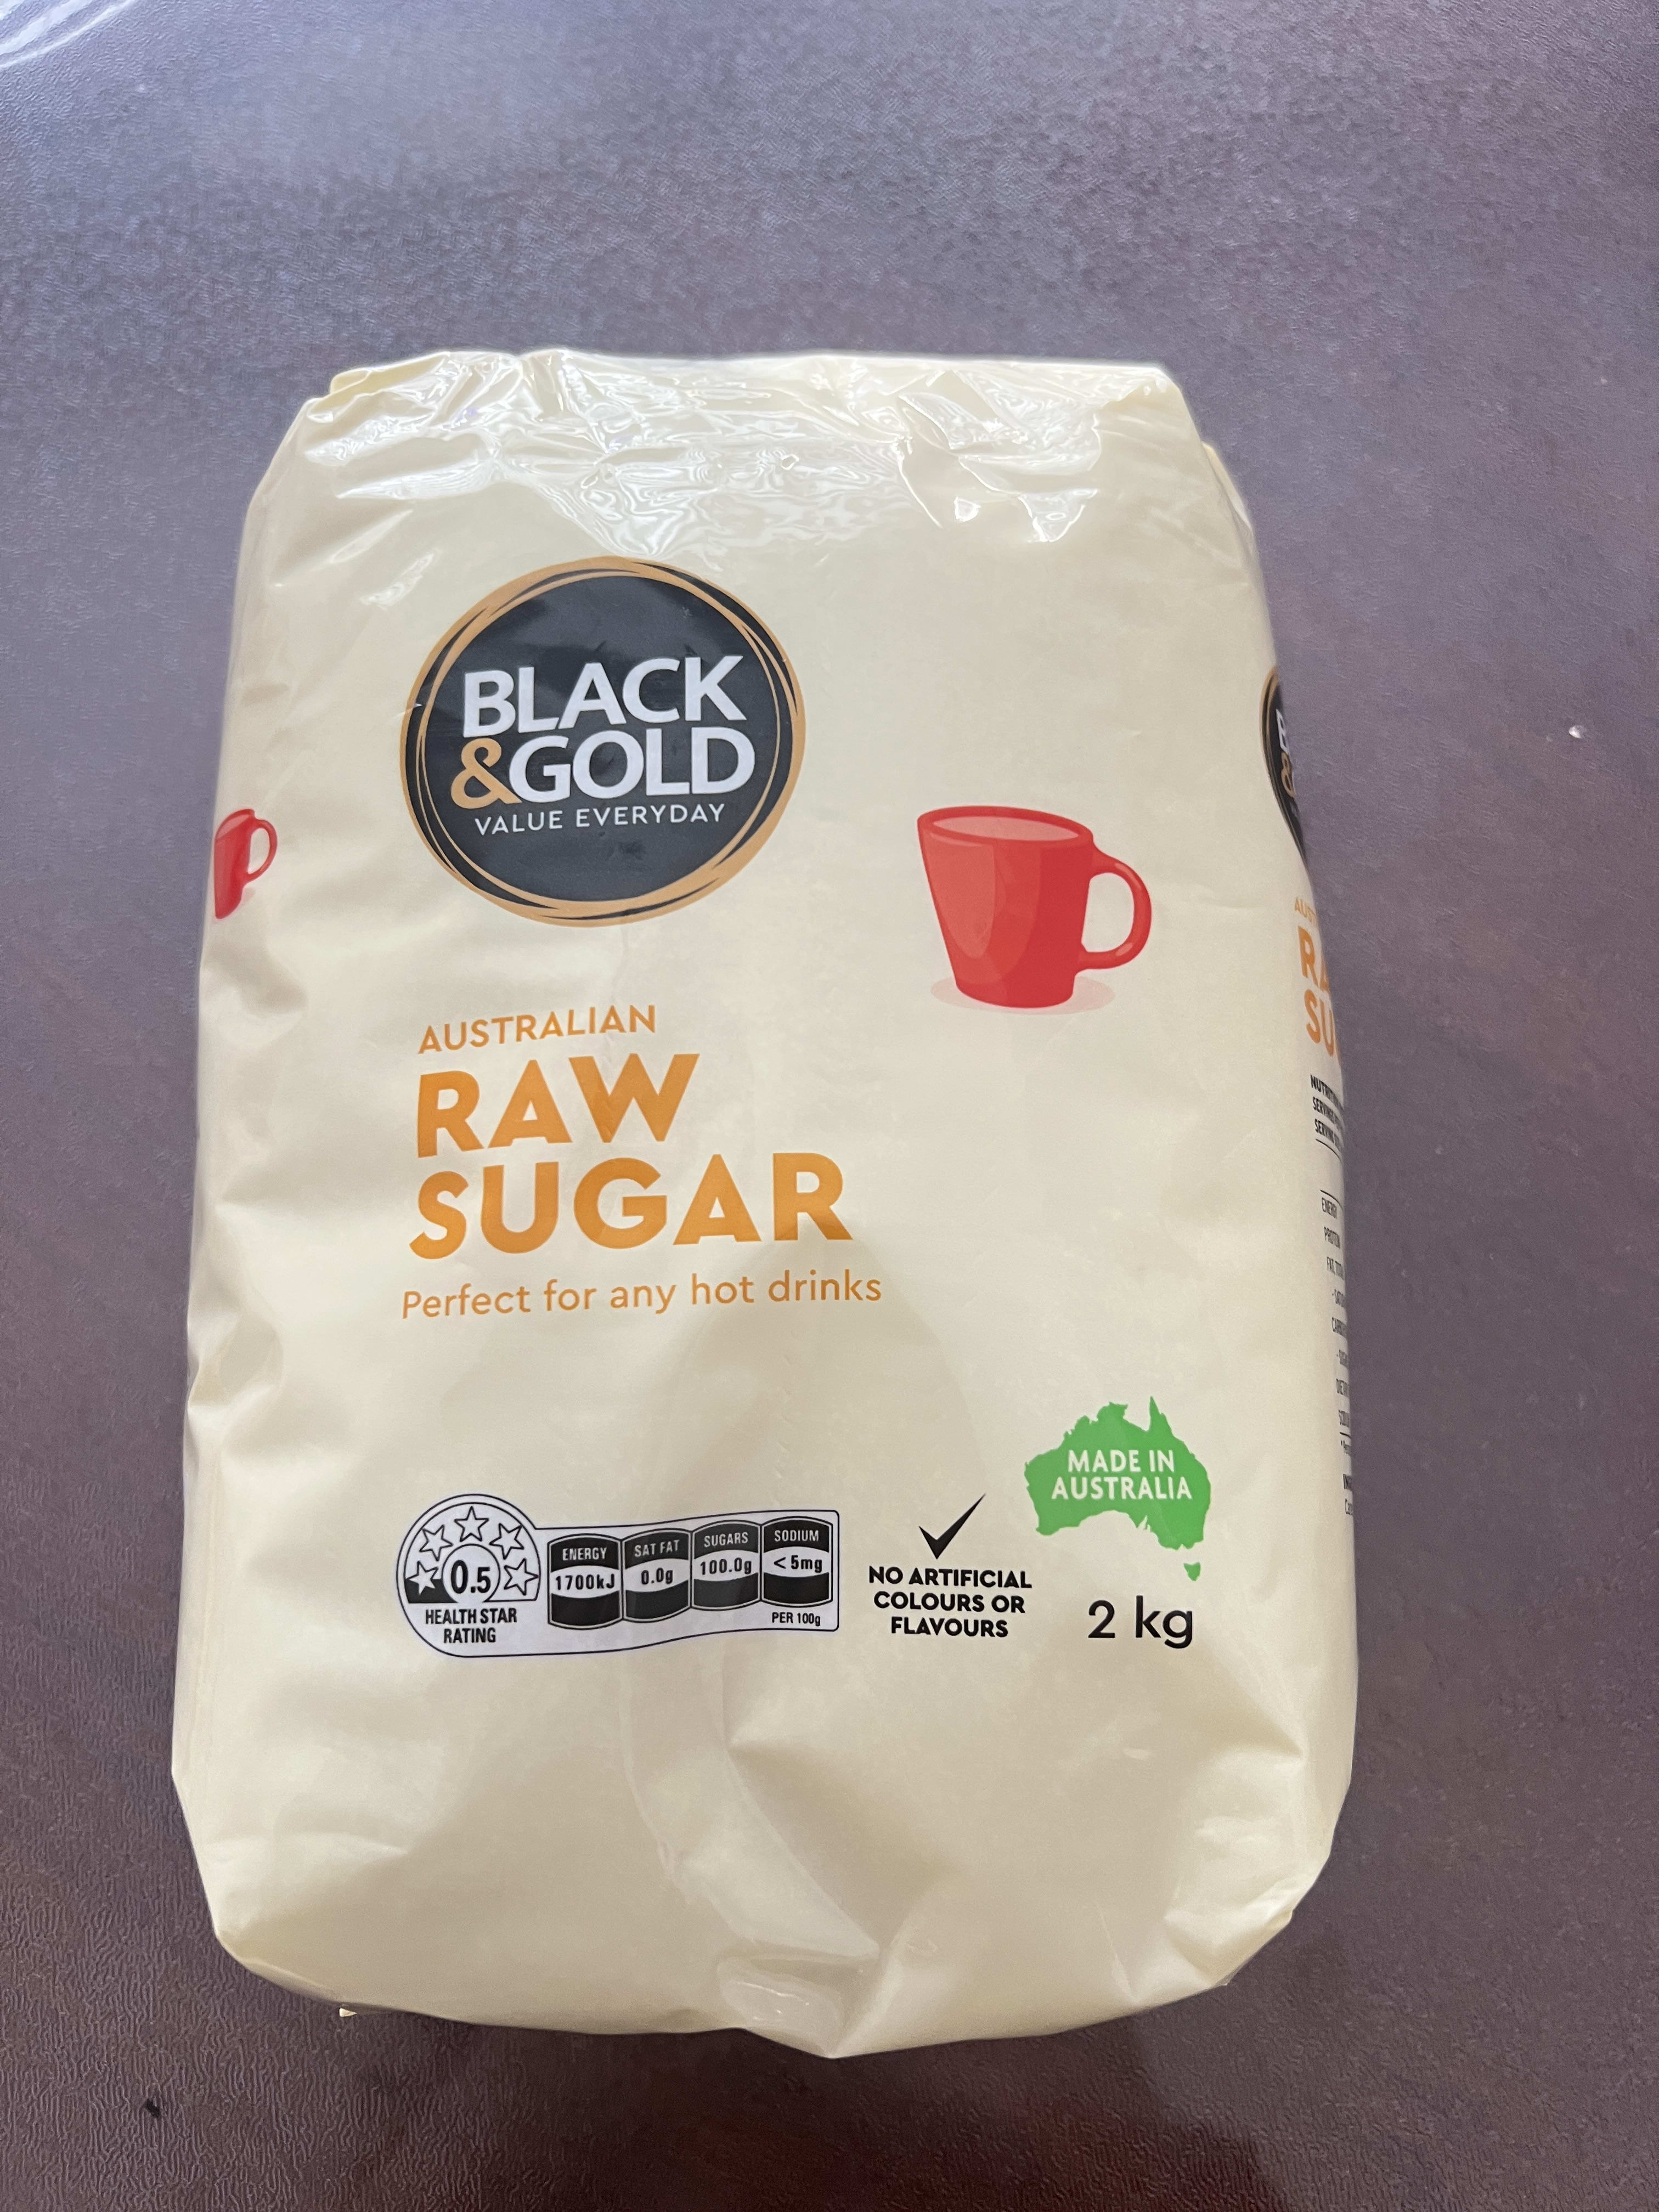 BLACK
&GOLD
VALUE EVERYDAY
AUSTRALIAN
RAW
SUGAR
Perfect for any hot drinks
MADE IN
AUSTRALIA
0.5
HEALTH STAR
RATING
ENERGY
1700kJ
SAT FAT
0.0g
SUGARS
100.0g
SODIUM
<5mg
PER 100g
NO ARTIFICIAL
COLOURS OR
FLAVOURS
2 kg